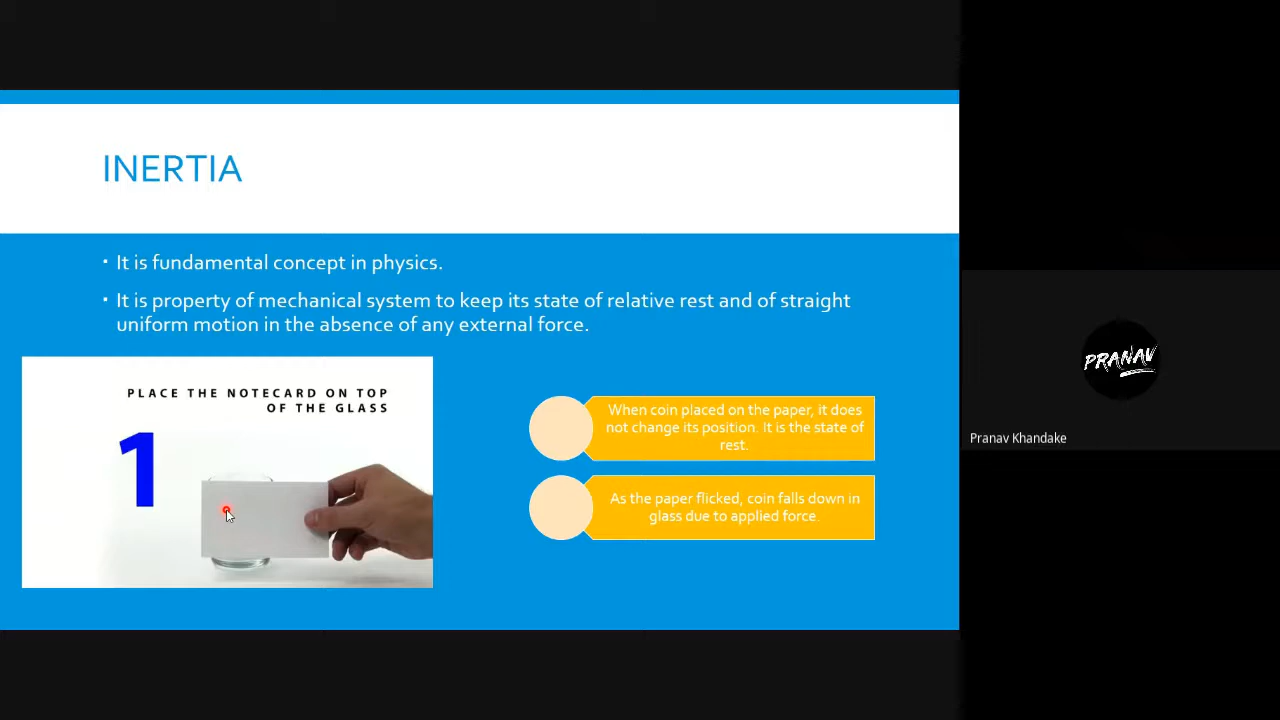 INERTIA
It is fundamental concept in physics.
It is property of mechanical system to keep its state of relative rest and of straight
uniform motion in the absence of any external force.
PLACE THE NOTECARD ON TOP
OF THE GLASS
1
When coin placed on the paper, it does
not change its position. It is the state of
rest.
As the paper flicked, coin falls down in
glass due to applied force.
PRANAV
Pranav Khandake